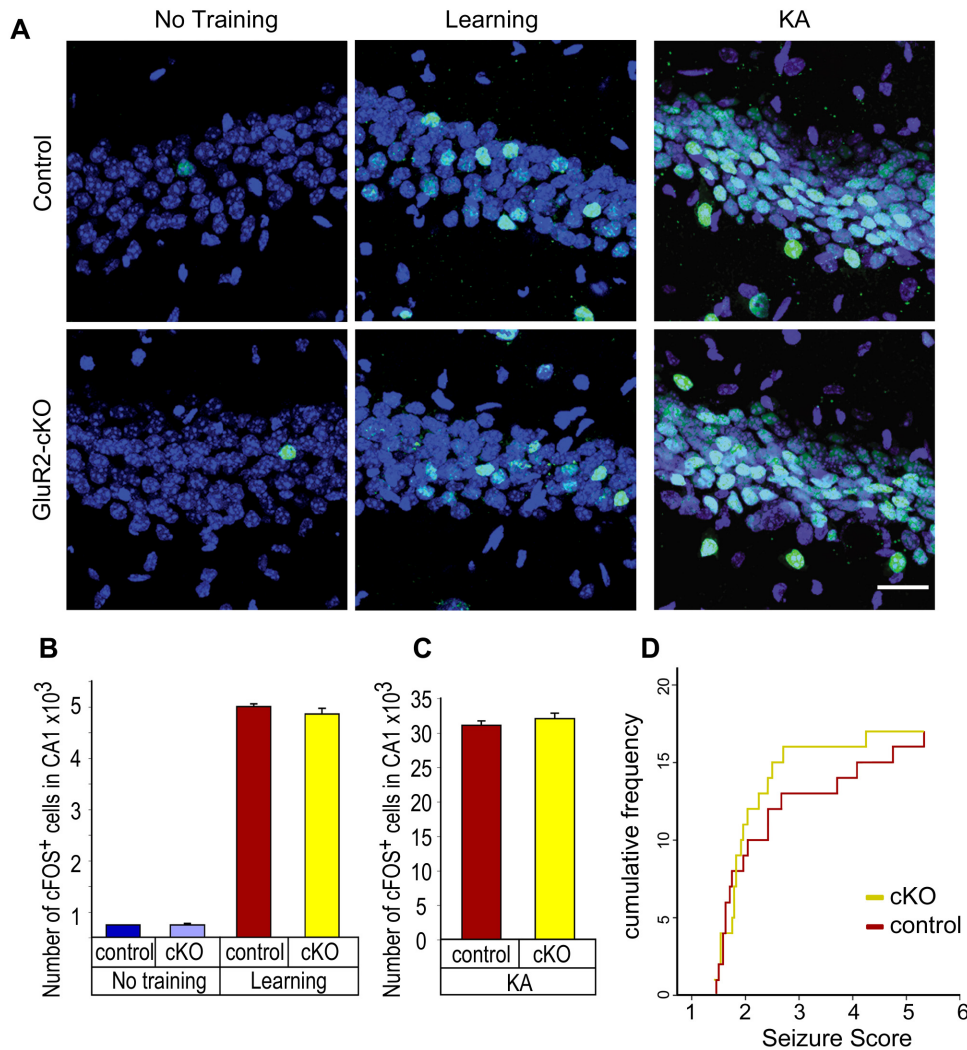 A
No Training
Learning
KA
Control
GluR2-cKO
B
Number of cFOS+ cells in CA1 x10³
5
4
3
2
1
control
cKO
control
cKO
No training
Learning
C
Number of cFOS+ cells in CA1 x10³
35
30
25
20
15
10
5
0
control
cKO
KA
D
cumulative frequency
20
15
10
5
0
cKO
control
1
2
3
4
5
6
Seizure Score